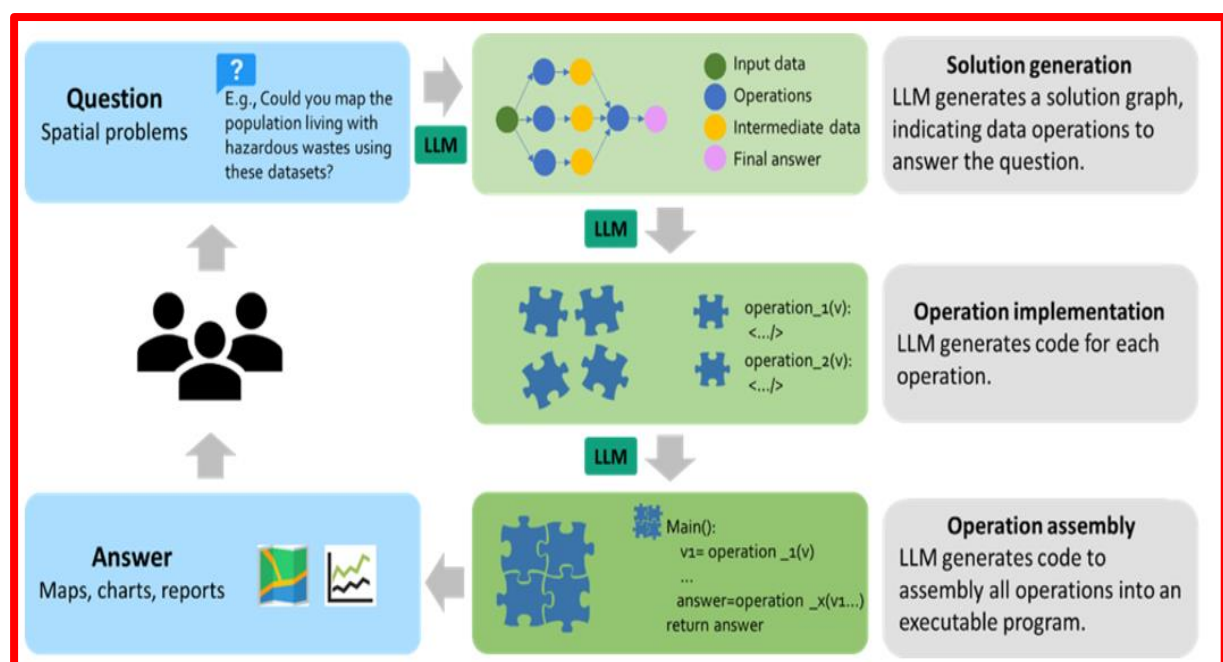 Question
Spatial problems
?
E.g., Could you map the
population living with
hazardous wastes using
these datasets?
LLM
Input data
Operations
Intermediate data
Final answer
Solution generation
LLM generates a solution graph,
indicating data operations to
answer the question.
LLM
operation_1(v):
<.../>
operation_2(v):
<.../>
Operation implementation
LLM generates code for each
operation.
LLM
Answer
Maps, charts, reports
Main():
v1= operation _1(v)
...
answer=operation _x(v1...)
return answer
Operation assembly
LLM generates code to
assembly all operations into an
executable program.